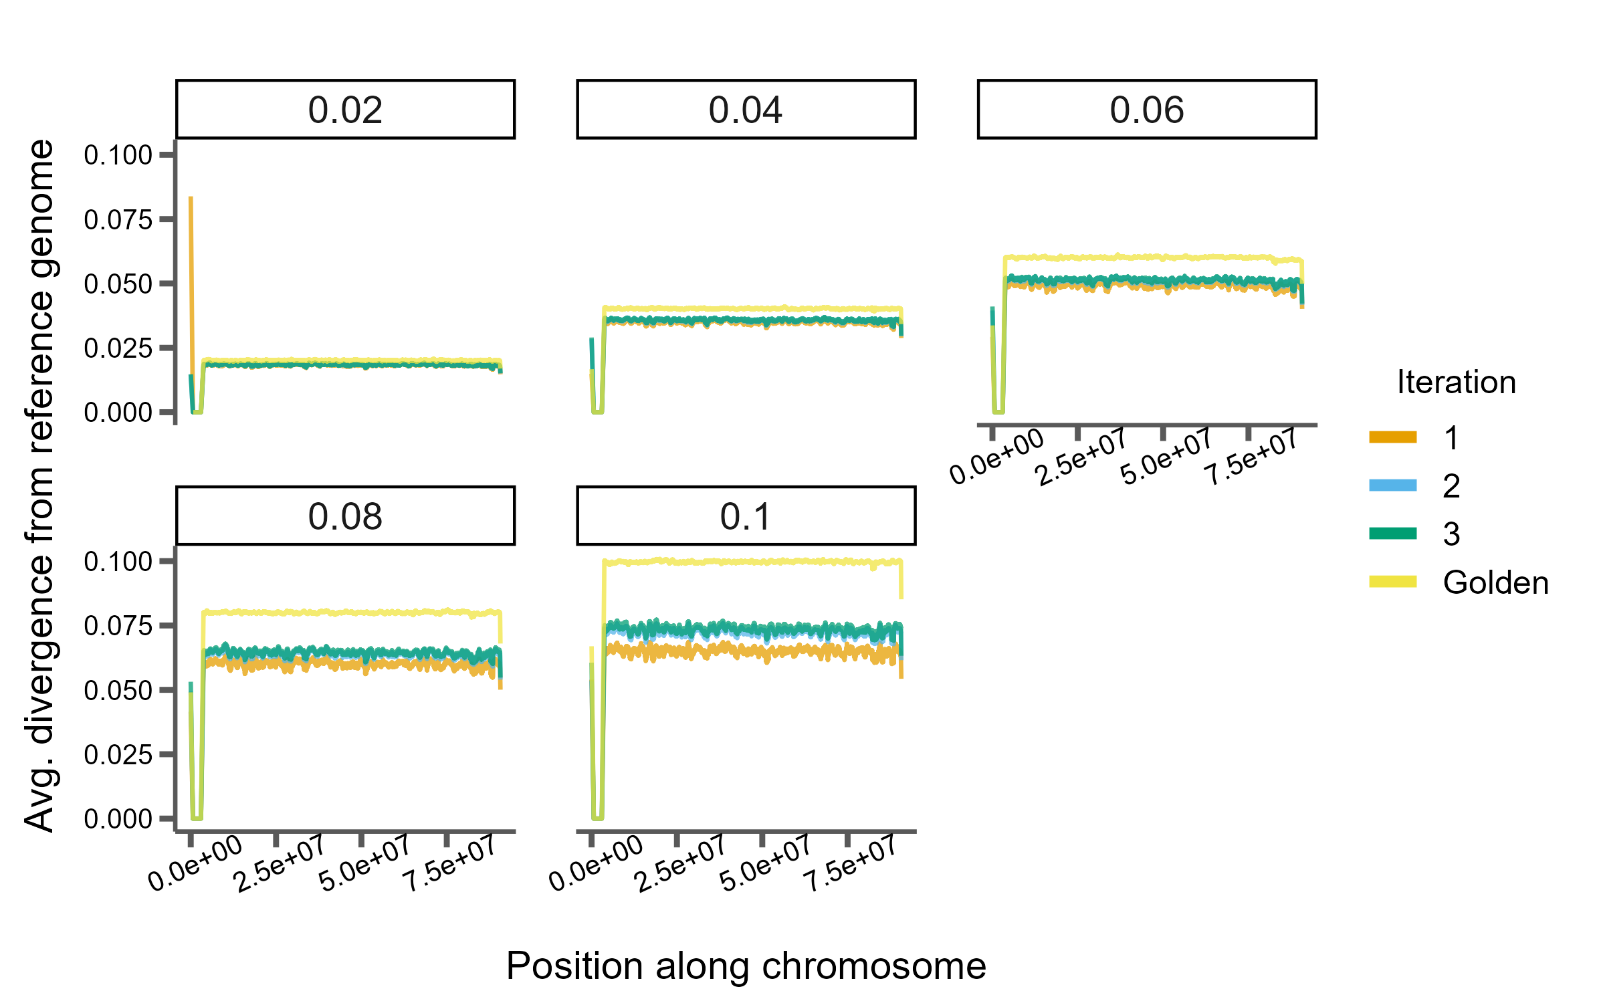 0.02
0.04
0.06
Avg. divergence from reference genome
0.100
0.075
0.050
0.025
0.000
0.0e+00
2.5e+07
5.0e+07
7.5e+07
Iteration
1
2
3
Golden
0.08
0.1
0.100
0.075
0.050
0.025
0.000
0.0e+00
2.5e+07
5.0e+07
7.5e+07
0.0e+00
2.5e+07
5.0e+07
7.5e+07
Position along chromosome